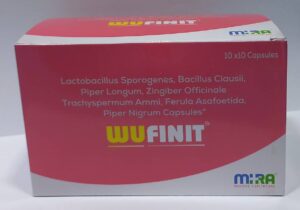 10 x10 Capsules
Lactobacillus Sporogenes, Bacillus Clausii,
Piper Longum, Zingiber Officinale
Trachyspermum Ammi, Ferula Asafoetida,
Piper Nigrum Capsules*
WUFINIT
MIRA
WUFINIT